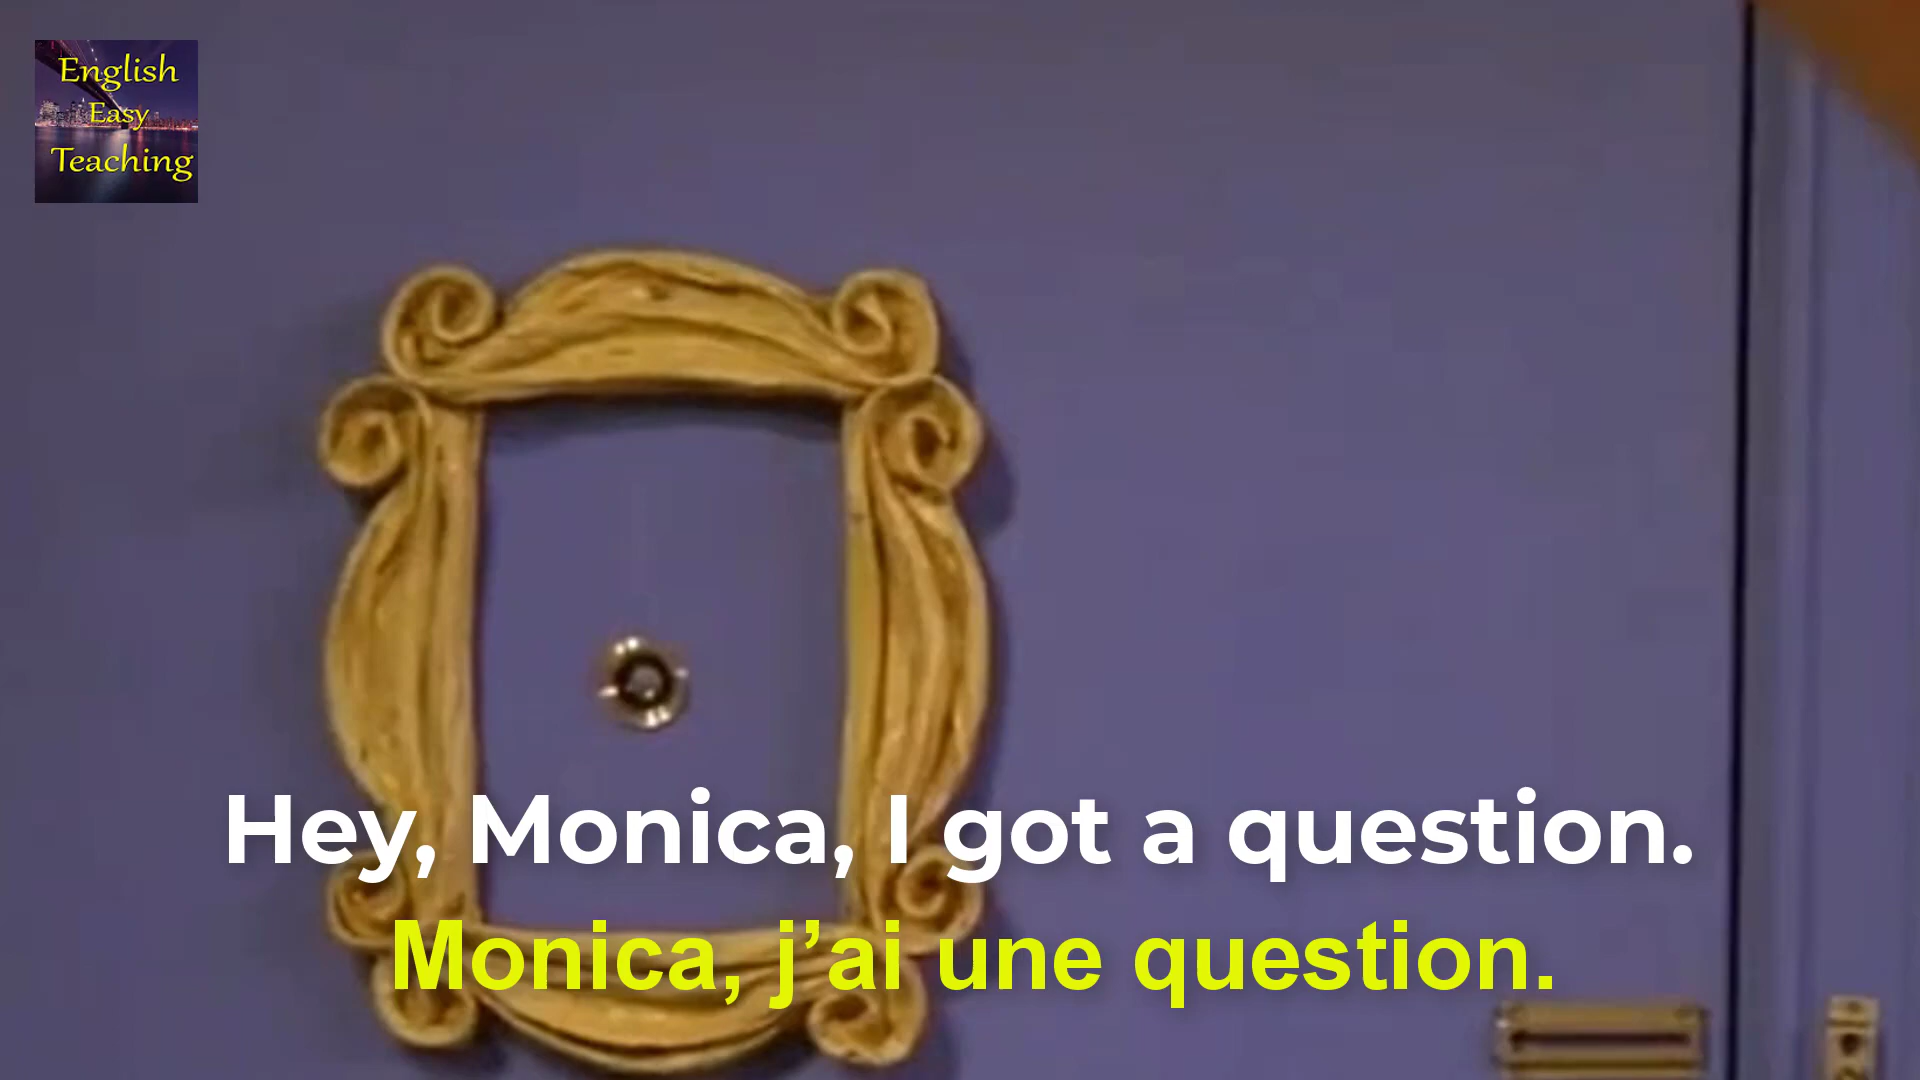 English
Easy
Teaching
Hey, Monica, I got a question.
Monica, j’ai une question.